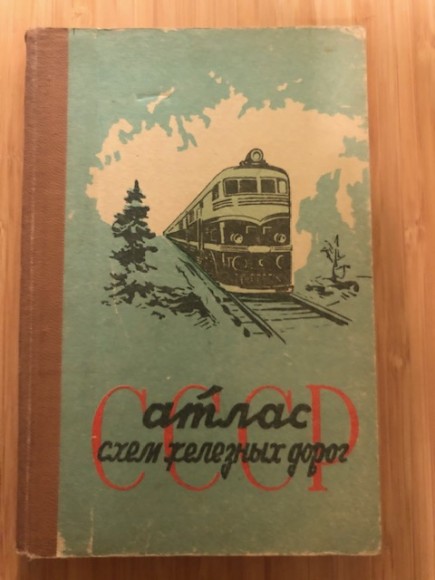 атлас
схем железных дорог
СССР